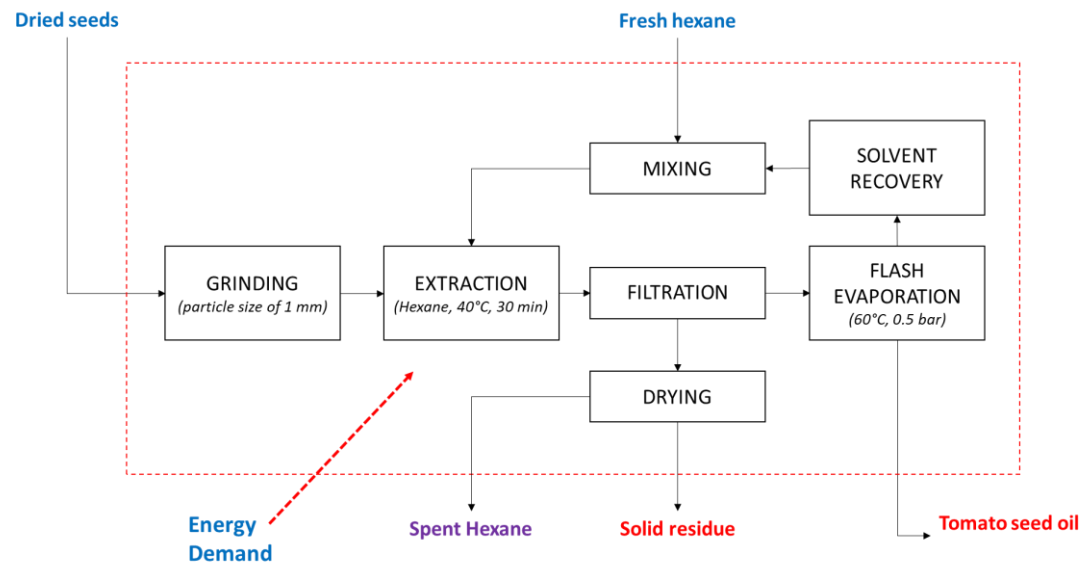 Dried seeds
Fresh hexane
MIXING
SOLVENT
RECOVERY
GRINDING
(particle size of 1 mm)
EXTRACTION
(Hexane, 40°C, 30 min)
FILTRATION
FLASH
EVAPORATION
(60°C, 0.5 bar)
DRYING
Energy
Demand
Spent Hexane
Solid residue
Tomato seed oil